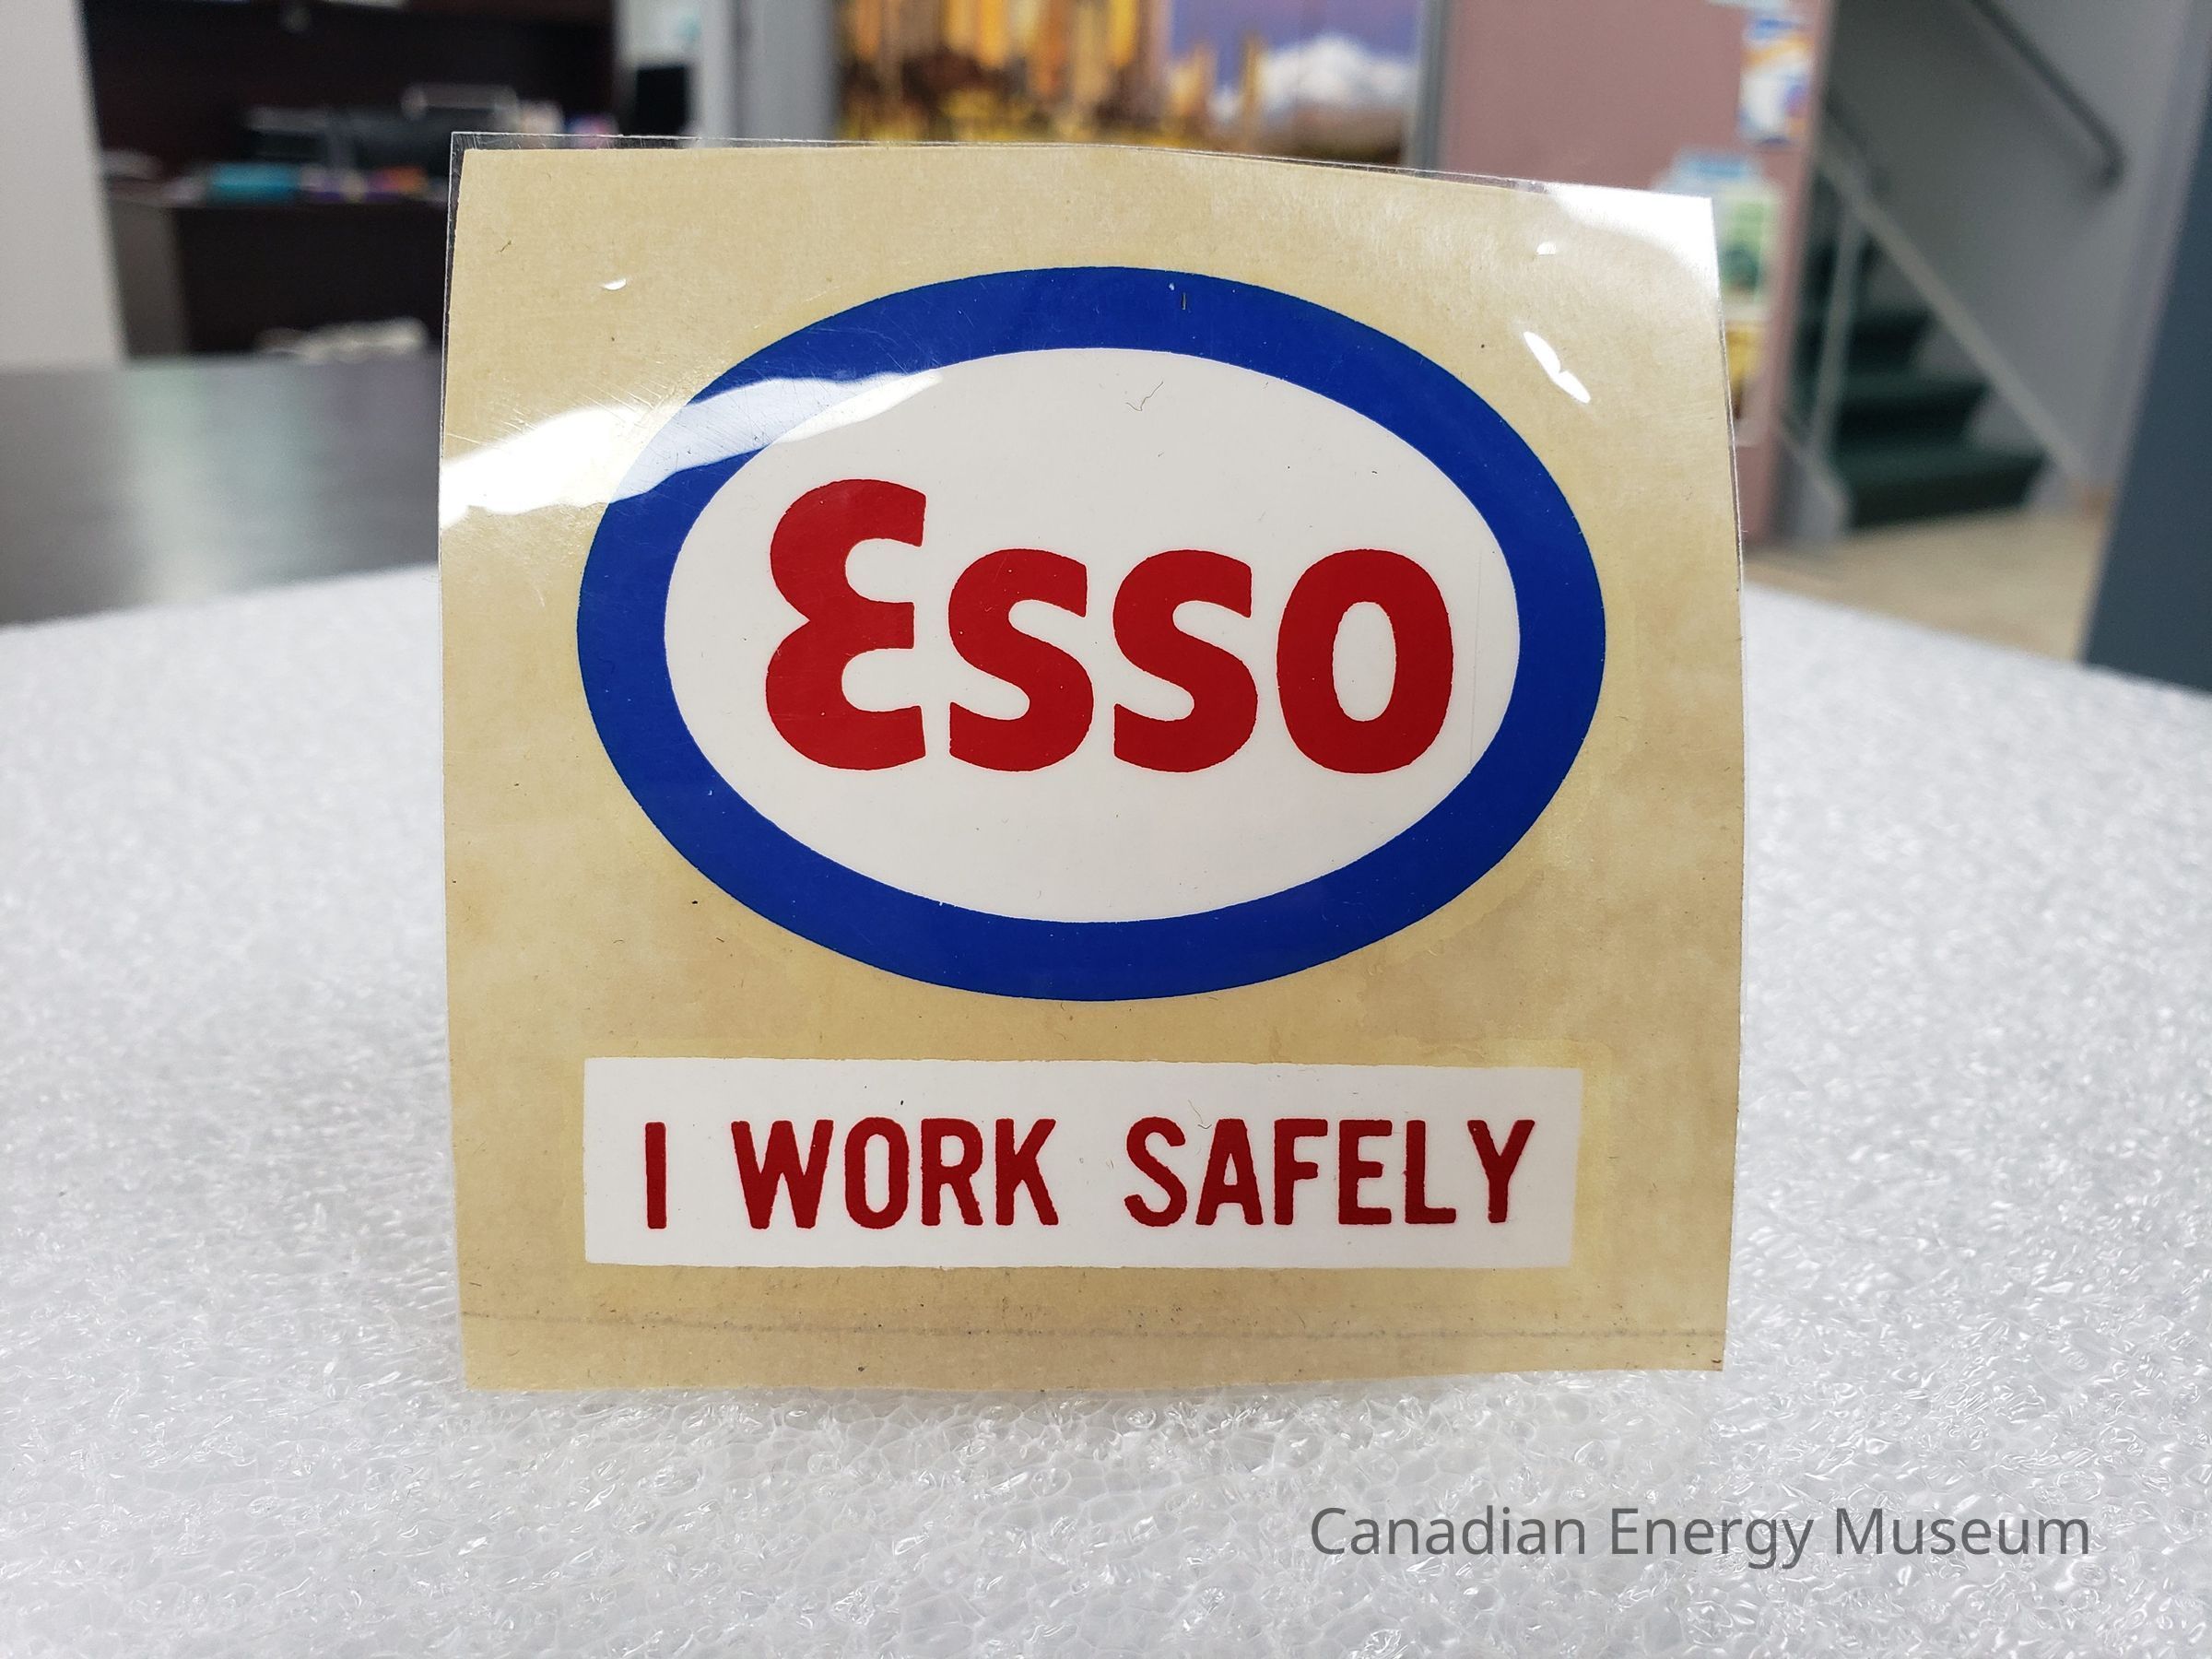 Esso
I WORK SAFELY
Canadian Energy Museum